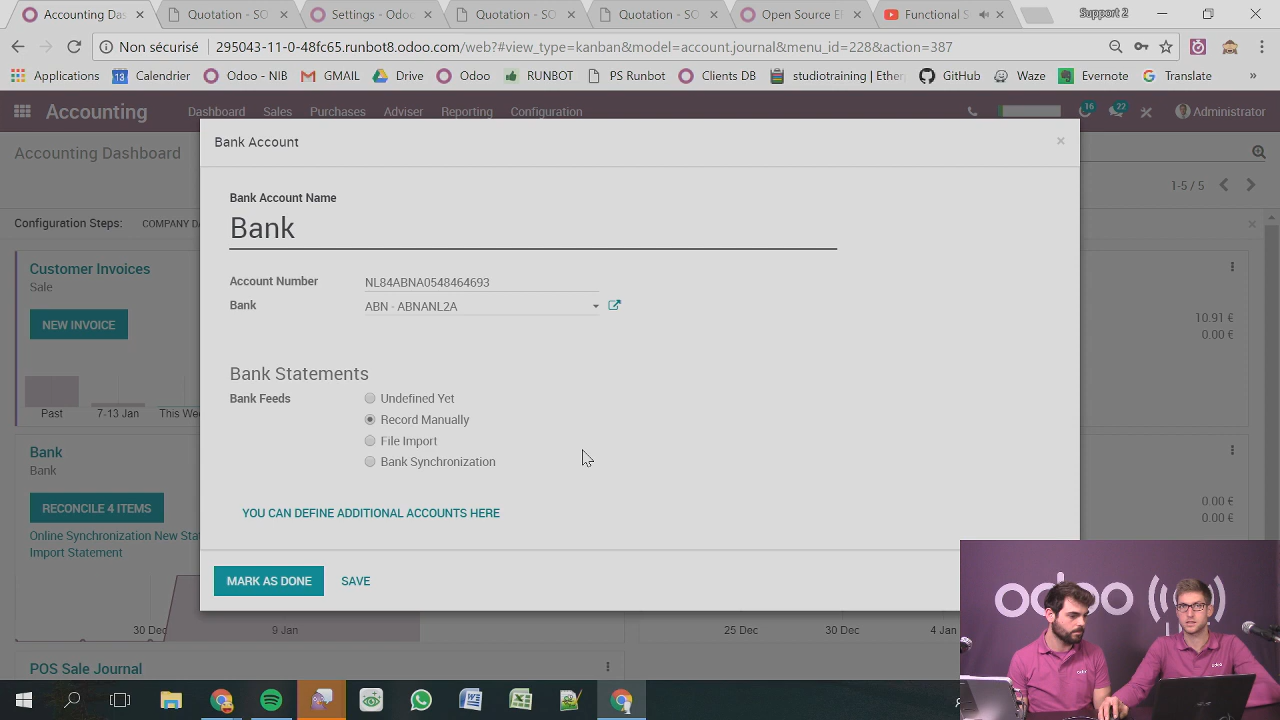 Accounting Das
Quotation - SO
Settings - Odoo
Quotation - SO
Quotation - SO
Open Source E
Functional S
Support 2
Non sécurisé
295043-11-0-48fc65.runbot8.odoo.com/web?#view_type=kanban&model=account.journal&menu_id=228&action=387
Applications
Calendrier
Odoo - NIB
GMAIL
Drive
Odoo
RUNBOT
PS Runbot
Clients DB
studiotraining | Ether
GitHub
Waze
Evernote
Translate
»
Accounting
Dashboard
Sales
Purchases
Adviser
Reporting
Configuration
16
22
Administrator
Accounting Dashboard
1-5 / 5
Configuration Steps:
COMPANY DA
Bank Account
×
Bank Account Name
Bank
Account Number
NL84ABNA0548464693
Bank
ABN - ABNANL2A
Bank Statements
Bank Feeds
Undefined Yet
Record Manually
File Import
Bank Synchronization
YOU CAN DEFINE ADDITIONAL ACCOUNTS HERE
MARK AS DONE
SAVE
Customer Invoices
Sale
NEW INVOICE
Past
7-13 Jan
This Wee
10.91 €
0.00 €
Bank
Bank
RECONCILE 4 ITEMS
Online Synchronization New Sta
Import Statement
0.00 €
0.00 €
30 Dec
9 Jan
25 Dec
30 Dec
4 Jan
POS Sale Journal
odoo